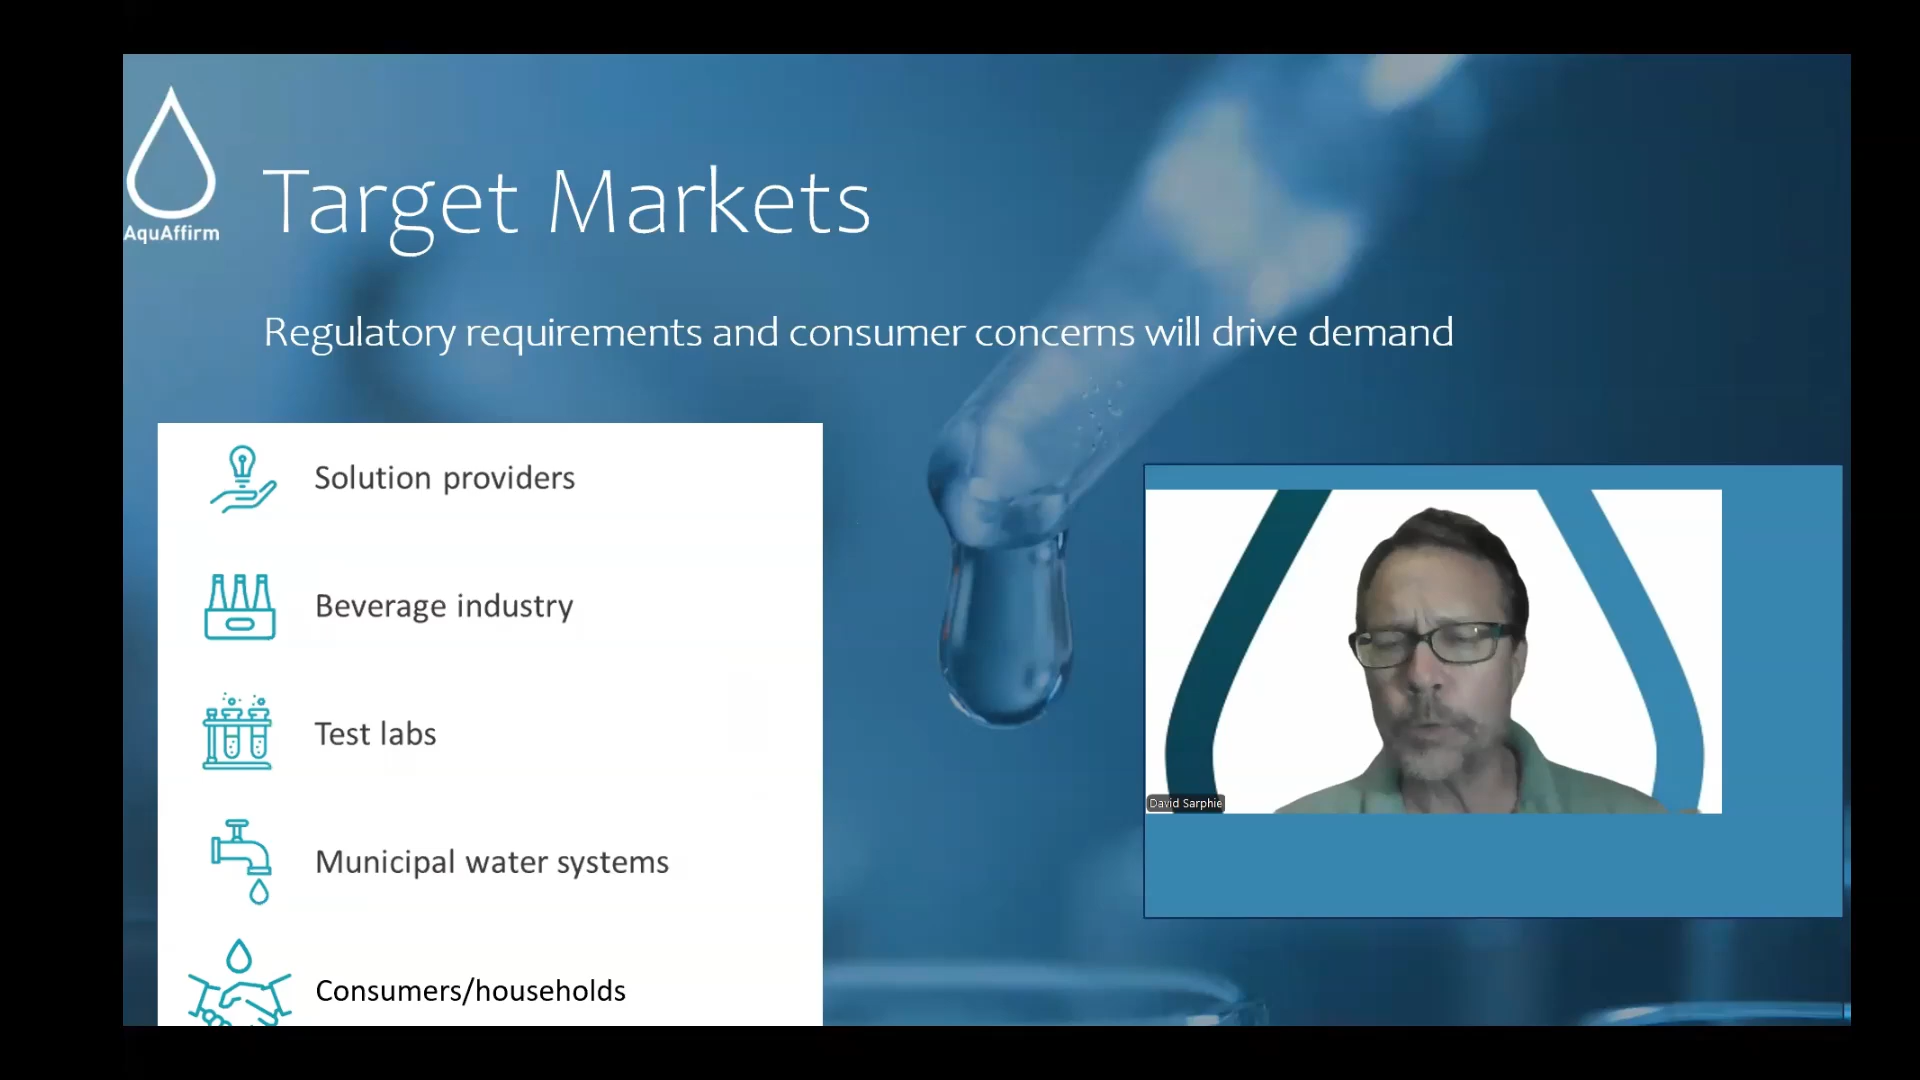 AquAffirm
Target Markets
Regulatory requirements and consumer concerns will drive demand
Solution providers
Beverage industry
Test labs
Municipal water systems
Consumers/households
David Sarphie